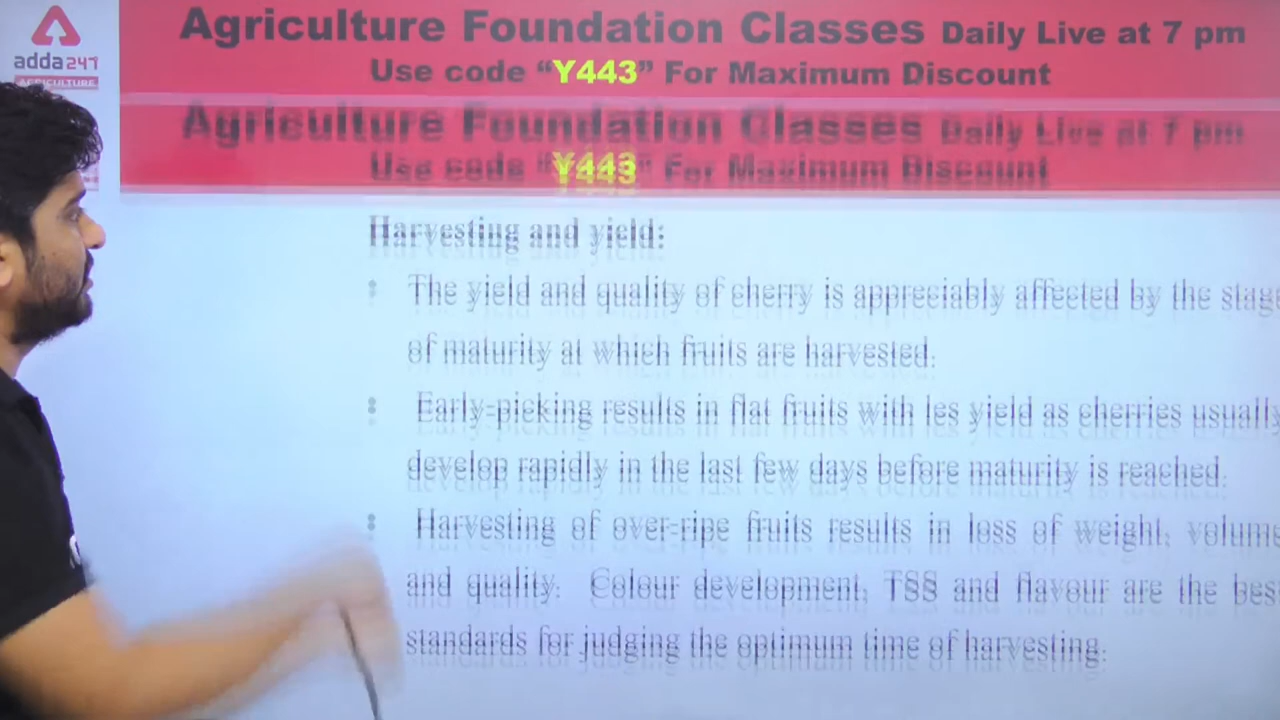 Agriculture Foundation Classes Daily Live at 7 pm
Use code “Y443” For Maximum Discount
adda247
AGRICULTURE
Agriculture Foundation Classes Daily Live at 7 pm
Use code “Y443” For Maximum Discount
Harvesting and yield:
• The yield and quality of cherry is appreciably affected by the stage
of maturity at which fruits are harvested.
• Early-picking results in flat fruits with les yield as cherries usually
develop rapidly in the last few days before maturity is reached.
• Harvesting of over-ripe fruits results in loss of weight, volume
and quality. Colour development, TSS and flavour are the best
standards for judging the optimum time of harvesting.